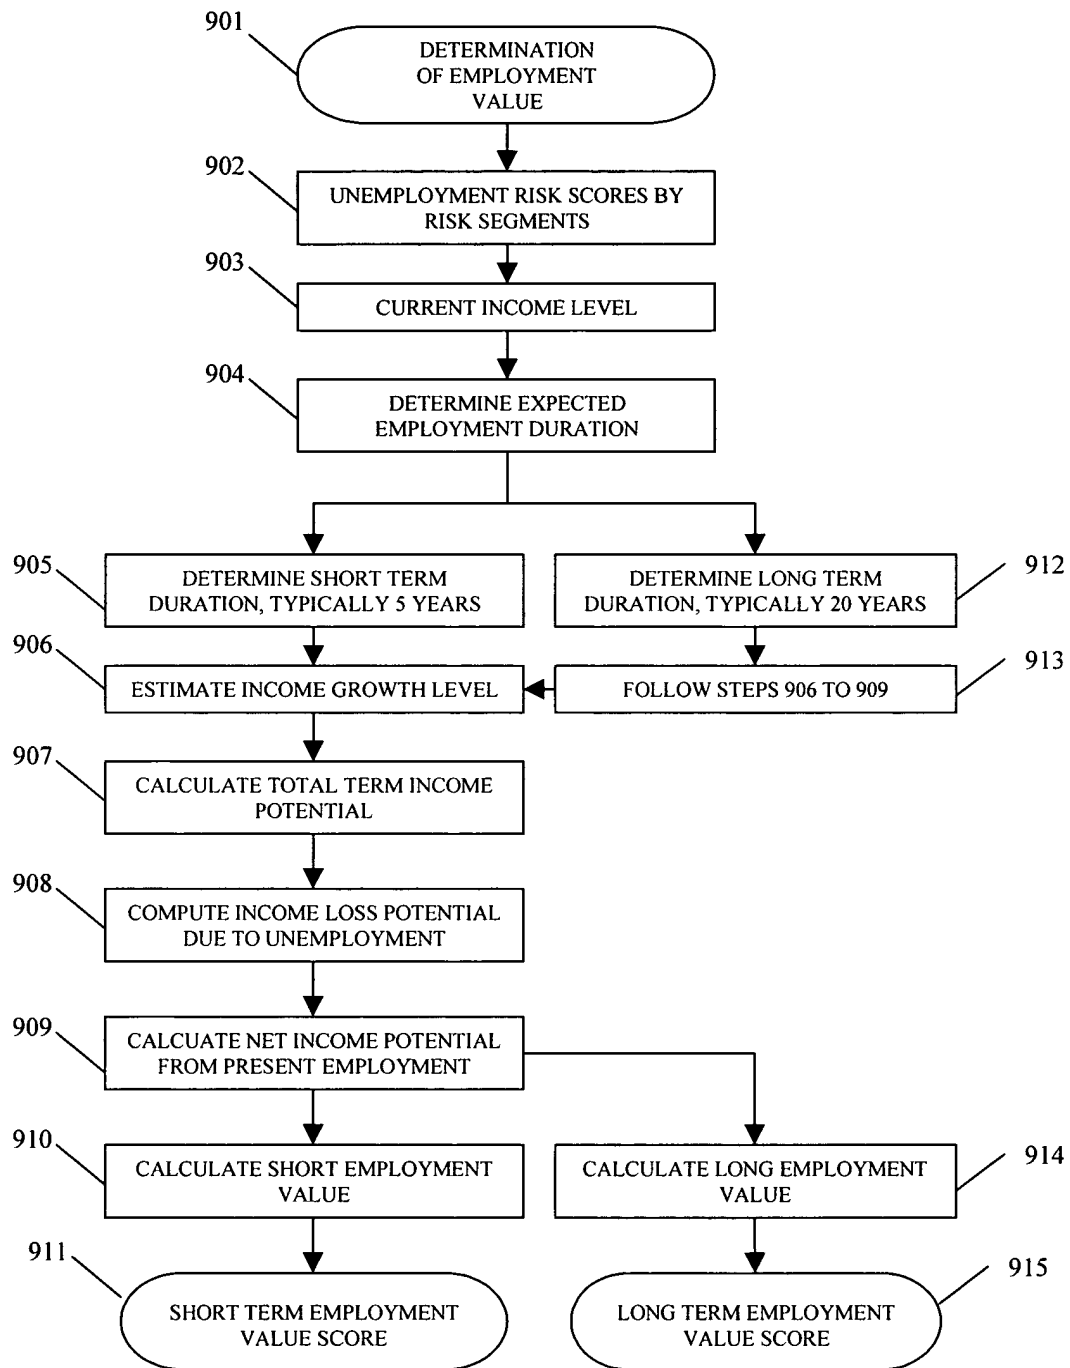 901
DETERMINATION
OF EMPLOYMENT
VALUE
902
UNEMPLOYMENT RISK SCORES BY
RISK SEGMENTS
903
CURRENT INCOME LEVEL
904
DETERMINE EXPECTED
EMPLOYMENT DURATION
905
DETERMINE SHORT TERM
DURATION, TYPICALLY 5 YEARS
912
DETERMINE LONG TERM
DURATION, TYPICALLY 20 YEARS
906
ESTIMATE INCOME GROWTH LEVEL
913
FOLLOW STEPS 906 TO 909
907
CALCULATE TOTAL TERM INCOME
POTENTIAL
908
COMPUTE INCOME LOSS POTENTIAL
DUE TO UNEMPLOYMENT
909
CALCUATE NET INCOME POTENTIAL
FROM PRESENT EMPLOYMENT
910
CALCULATE SHORT EMPLOYMENT
VALUE
914
CALCULATE LONG EMPLOYMENT
VALUE
911
SHORT TERM EMPLOYMENT
VALUE SCORE
915
LONG TERM EMPLOYMENT
VALUE SCORE